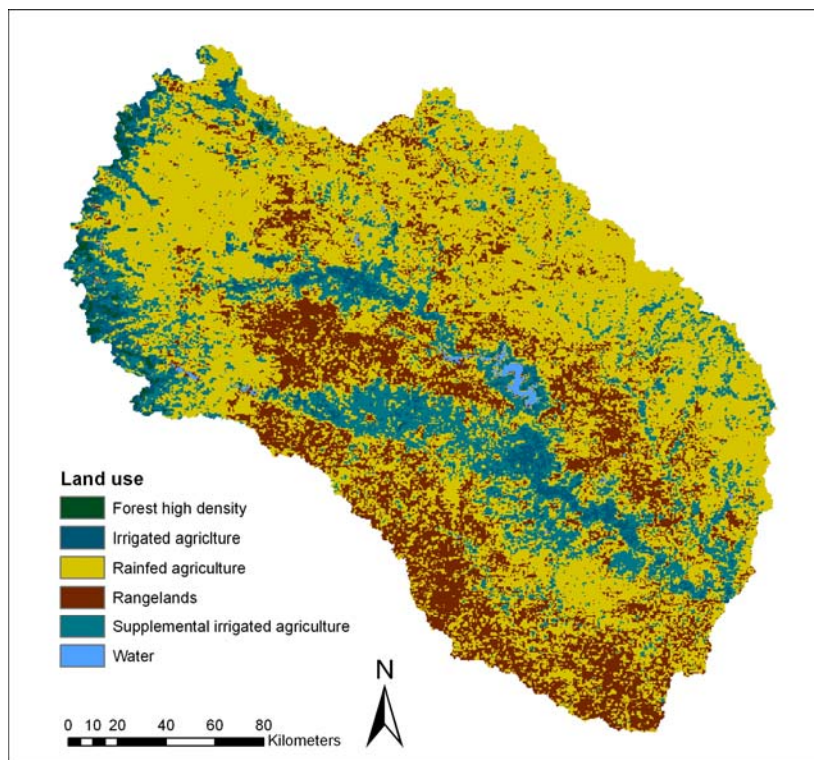 Land use
Forest high density
Irrigated agriclture
Rainfed agriculture
Rangelands
Supplemental irrigated agriculture
Water
N
0 10 20 40 60 80
Kilometers